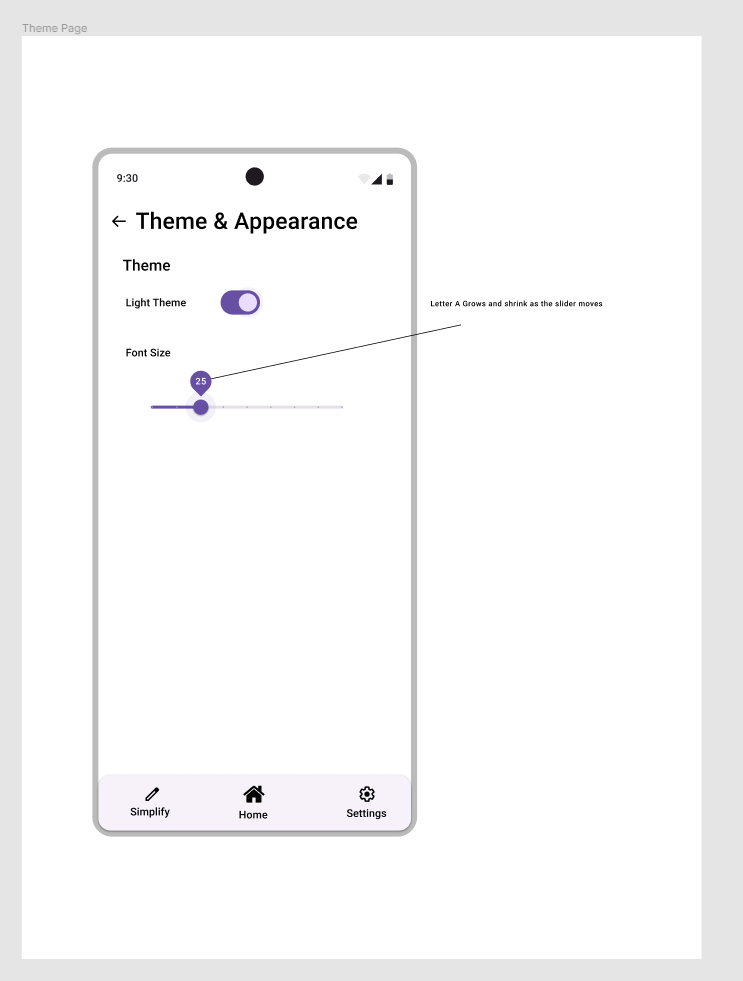 Theme Page
9:30
Theme & Appearance
Theme
Light Theme
Letter A Grows and shrink as the slider moves
Font Size
25
Simplify
Home
Settings